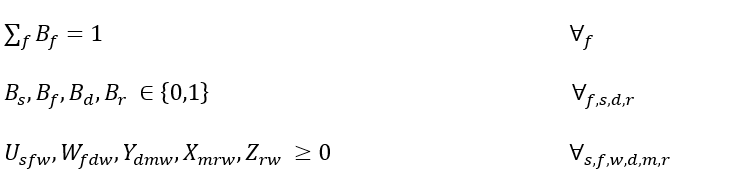 ∑_f B_f = 1 ∀_f
B_s, B_f, B_d, B_r ∈ {0,1} ∀_{f,s,d,r}
U_{sfw}, W_{fdw}, Y_{dmw}, X_{mrw}, Z_{rw} ≥ 0 ∀_{s,f,w,d,m,r}